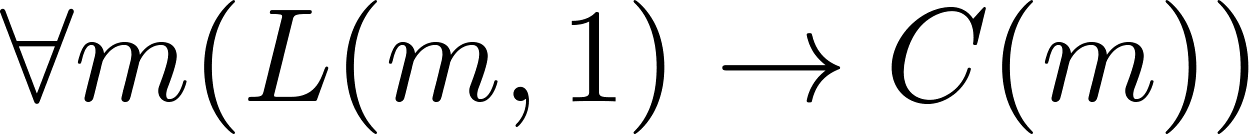 ∀m(L(m, 1) → C(m))